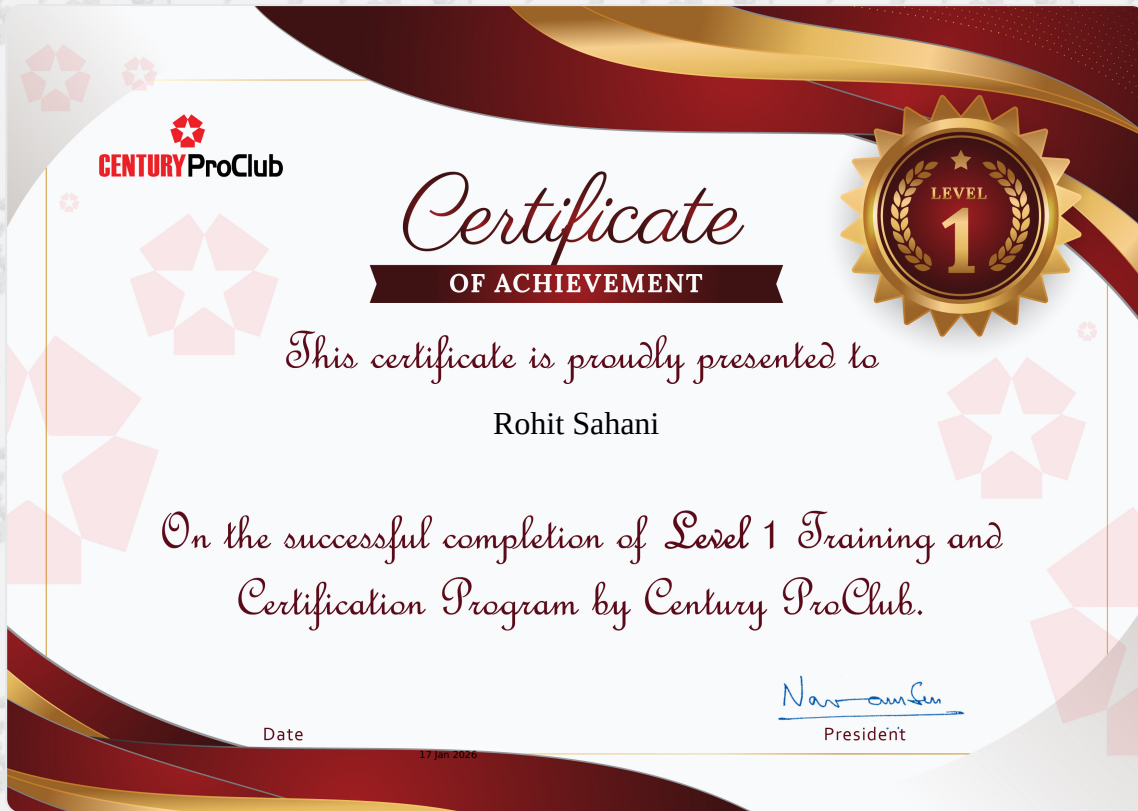 CENTURY ProClub
LEVEL
1
Certificate
OF ACHIEVEMENT
This certificate is proudly presented to
Rohit Sahani
On the successful completion of Level 1 Training and
Certification Program by Century ProClub.
Date
President
17 Jan 2026